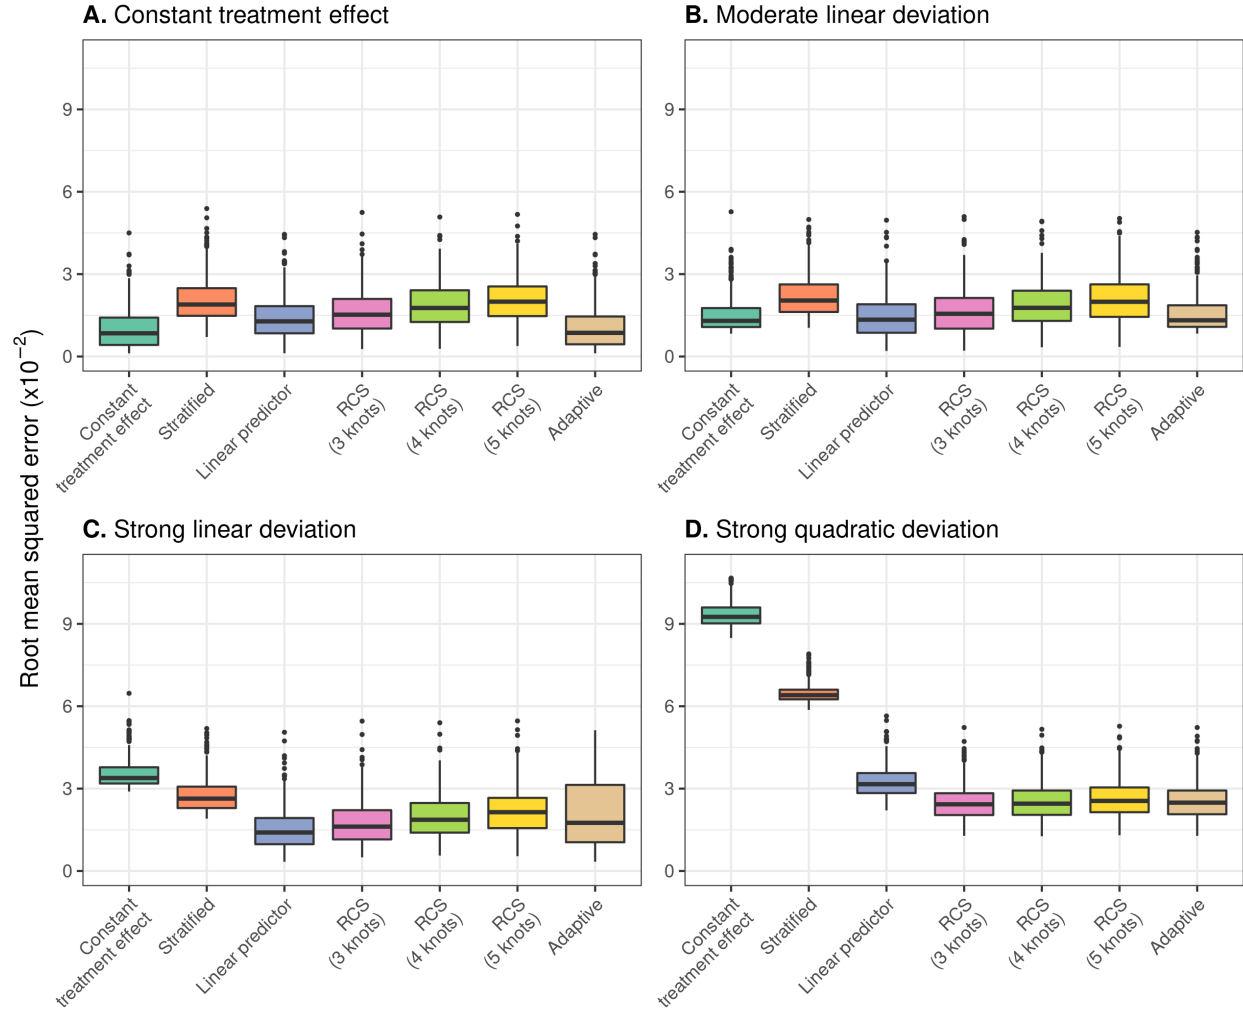 A. Constant treatment effect
B. Moderate linear deviation
Root mean squared error (x10−2)
9
6
3
0
Constant
treatment effect
Stratified
Linear predictor
RCS
(3 knots)
RCS
(4 knots)
RCS
(5 knots)
Adaptive
9
6
3
0
Constant
treatment effect
Stratified
Linear predictor
RCS
(3 knots)
RCS
(4 knots)
RCS
(5 knots)
Adaptive
C. Strong linear deviation
D. Strong quadratic deviation
9
6
3
0
Constant
treatment effect
Stratified
Linear predictor
RCS
(3 knots)
RCS
(4 knots)
RCS
(5 knots)
Adaptive
9
6
3
0
Constant
treatment effect
Stratified
Linear predictor
RCS
(3 knots)
RCS
(4 knots)
RCS
(5 knots)
Adaptive